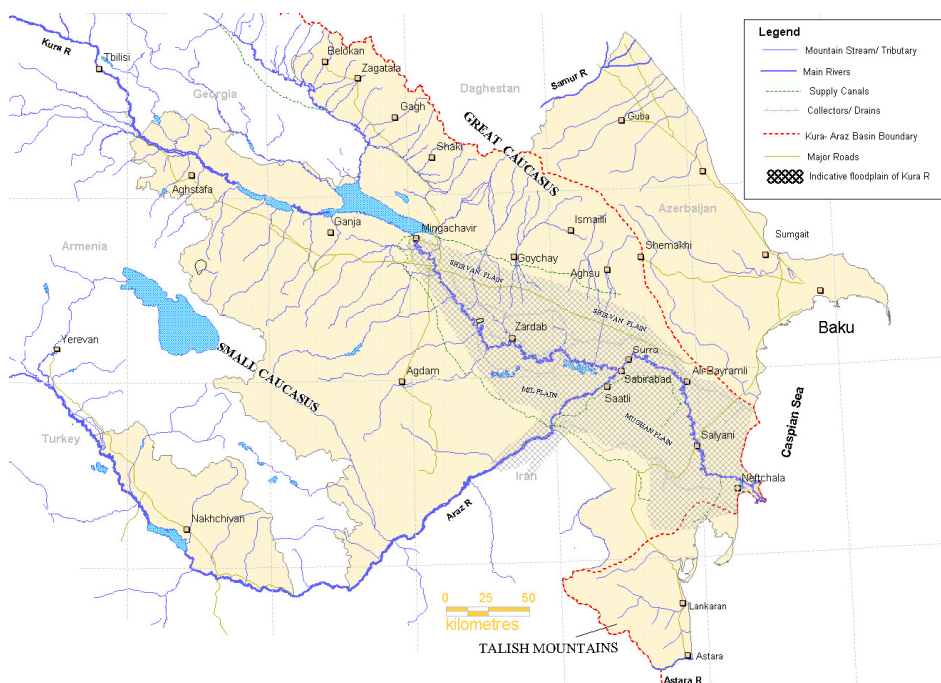 Legend
Mountain Stream/ Tributary
Main Rivers
Supply Canals
Collectors/ Drains
Kura- Araz Basin Boundary
Major Roads
Indicative floodplain of Kura R
Kura R
Tbilisi
Belokan
Zagatala
Georgia
Daghestan
Samur R
Gagh
Guba
GREAT CAUCASUS
Shaki
Aghstafa
Azerbaijan
Ismailli
Ganja
Mingachavir
Sumgait
Armenia
Goychay
Shemakhi
SHIRVAN PLAIN
Aghsu
SHIRVAN PLAIN
Baku
Zardab
Yerevan
Surra
SMALL CAUCASUS
Sabirabad
Ali-Bayramli
Agdam
Saatli
MIL PLAIN
MUGHAN PLAIN
Caspian Sea
Turkey
Salyani
Iran
Neftchala
Araz R
Nakhchivan
0 25 50
kilometres
Lankaran
TALISH MOUNTAINS
Astara
Astara R